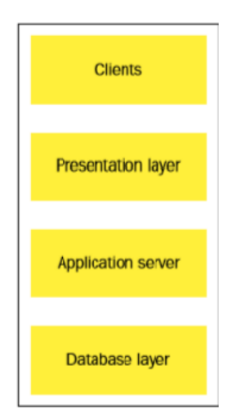 Clients
Presentation layer
Application server
Database layer